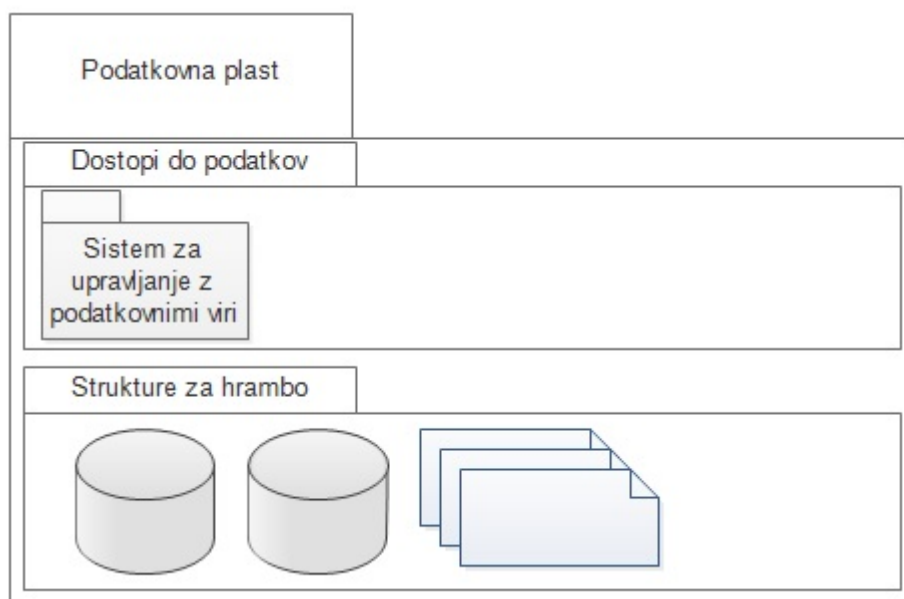 Podatkovna plast
Dostopi do podatkov
Sistem za
upravljanje z
podatkovnimi viri
Strukture za hrambo